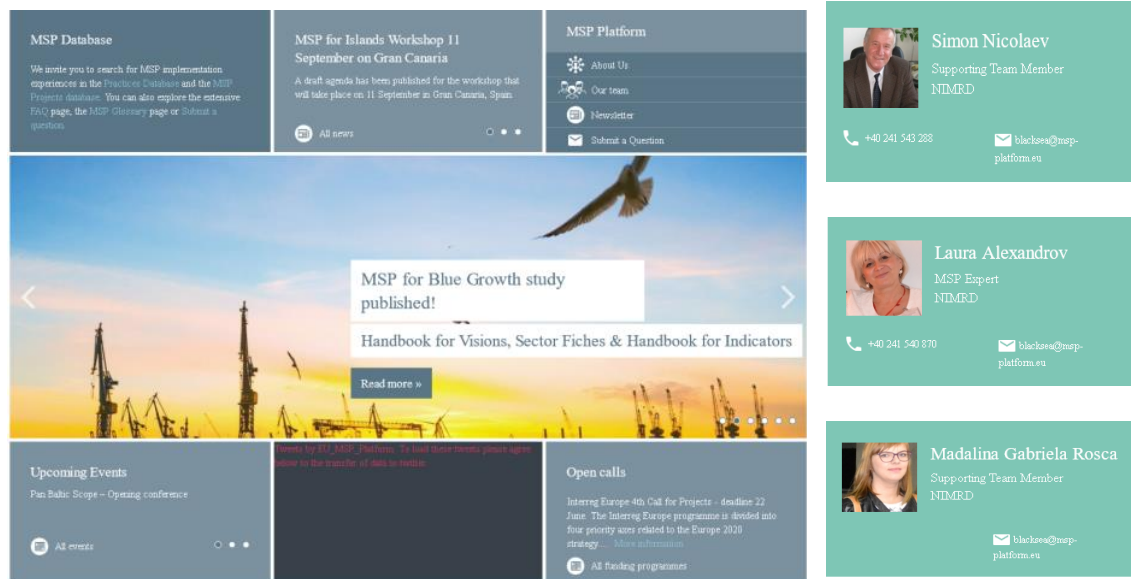 MSP Database
We invite you to search for MSP implementation
experiences in the Practices Database and the MSP
Projects database. You can also explore the extensive
FAQ page, the MSP Glossary page or Submit a
question.
MSP for Islands Workshop 11
September on Gran Canaria
A draft agenda has been published for the workshop that
will take place on 11 September in Gran Canaria, Spain.
All news
MSP Platform
About Us
Our team
Newsletter
Submit a Question
MSP for Blue Growth study
published!
Handbook for Visions, Sector Fiches & Handbook for Indicators
Read more »
Upcoming Events
Pan Baltic Scope – Opening conference
All events
Tweets by EU_MSP_Platform. To load these tweets please agree
below to the transfer of data to twitter.
Open calls
Interreg Europe 4th Call for Projects - deadline 22
June. The Interreg Europe programme is divided into
four priority axes related to the Europe 2020
strategy.... More information
All funding programmes
Simon Nicolaev
Supporting Team Member
NIMRD
+40 241 543 288
blacksea@msp-
platform.eu
Laura Alexandrov
MSP Expert
NIMRD
+40 241 540 870
blacksea@msp-
platform.eu
Madalina Gabriela Rosca
Supporting Team Member
NIMRD
blacksea@msp-
platform.eu